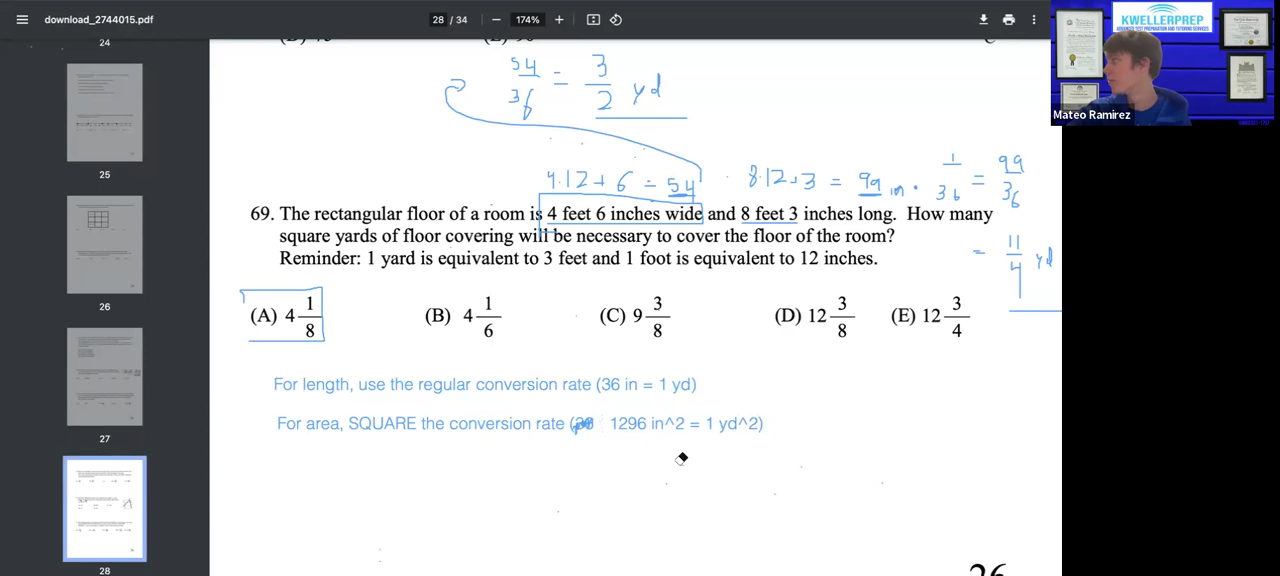 download_2744015.pdf
28 / 34
174%
KWELLERPREP
ADVANCED TEST PREPARATION AND TUTORING SERVICES
Mateo Ramirez
24
25
26
27
28
54/36 = 3/2 yd
4.12 + 6 = 54
8.12+3 = 99 in . 1/36 = 99/36
= 11/4 yd
69. The rectangular floor of a room is 4 feet 6 inches wide and 8 feet 3 inches long. How many
square yards of floor covering will be necessary to cover the floor of the room?
Reminder: 1 yard is equivalent to 3 feet and 1 foot is equivalent to 12 inches.
(A) 4 1/8 (B) 4 1/6 (C) 9 3/8 (D) 12 3/8 (E) 12 3/4
For length, use the regular conversion rate (36 in = 1 yd)
For area, SQUARE the conversion rate ( 1296 in^2 = 1 yd^2)
26